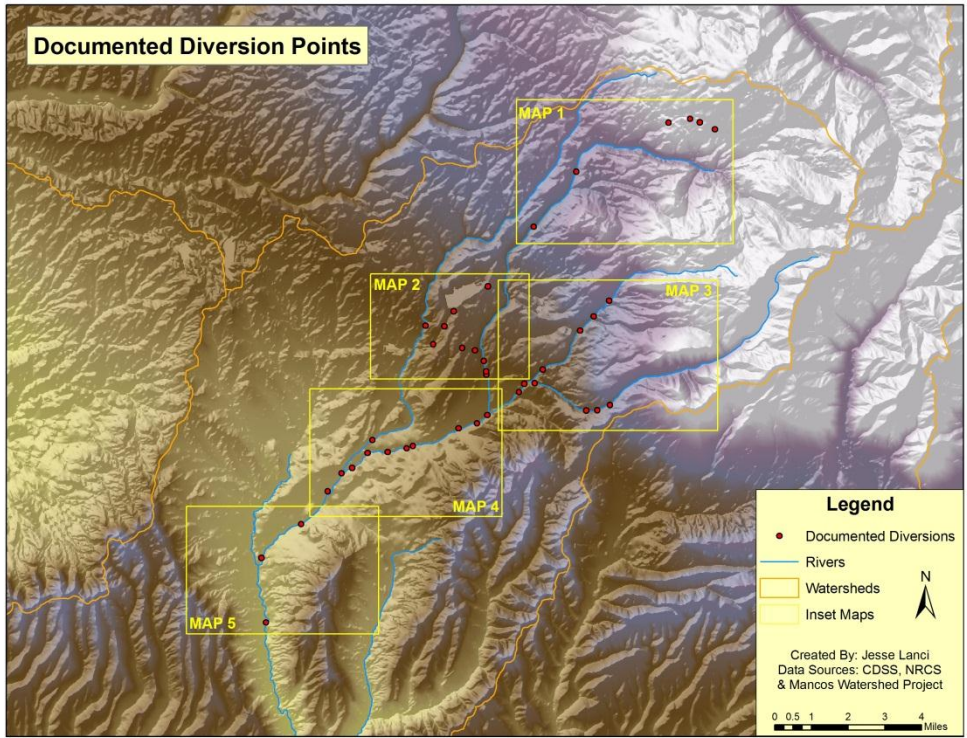 Documented Diversion Points
MAP 1
MAP 2
MAP 3
MAP 4
MAP 5
Legend
Documented Diversions
Rivers
Watersheds
Inset Maps
N
Created By: Jesse Lanci
Data Sources: CDSS, NRCS
& Mancos Watershed Project
0 0.5 1 2 3 4
Miles